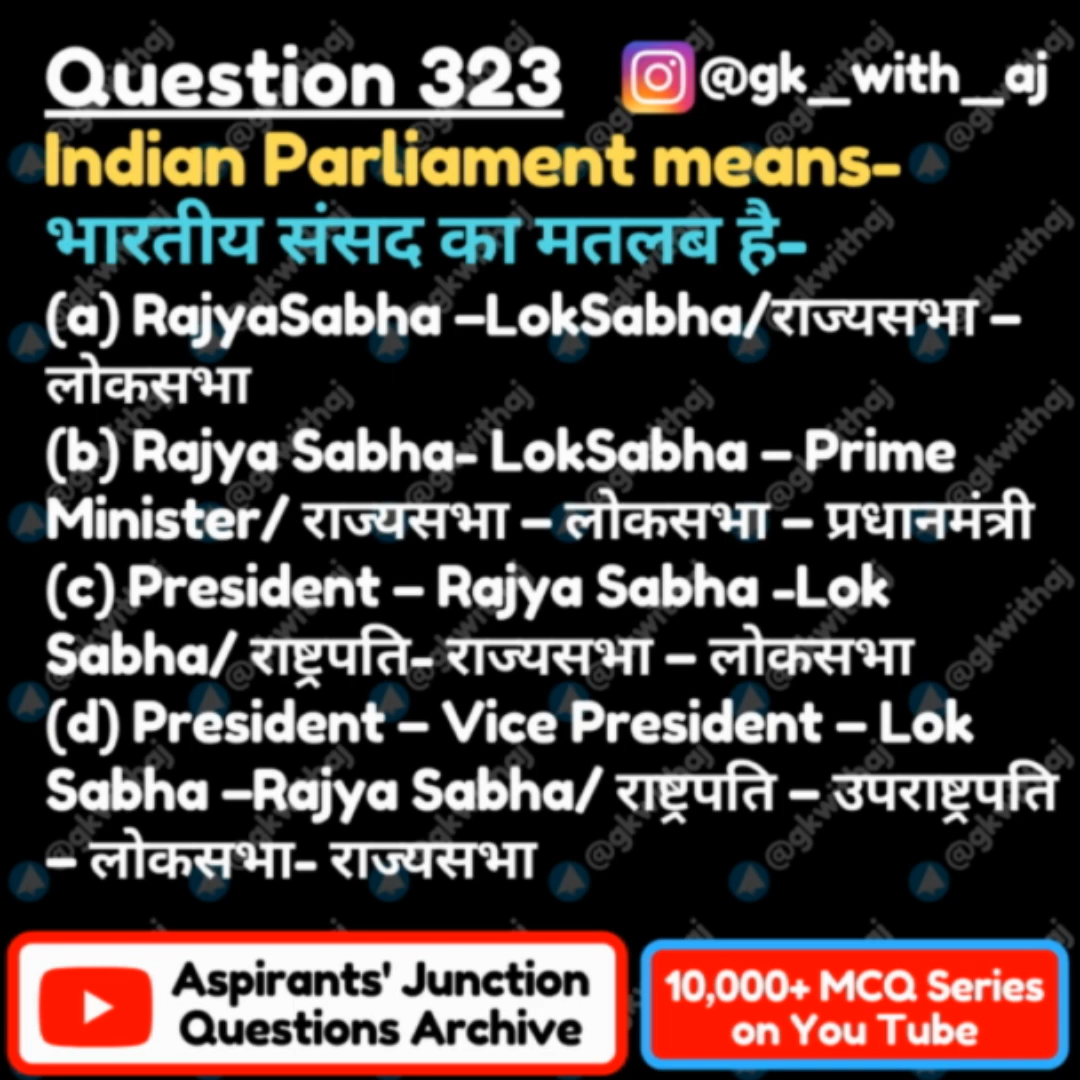 Question 323 @gk_with_aj
Indian Parliament means-
भारतीय संसद का मतलब है-
(a) RajyaSabha –LokSabha/राज्यसभा –
लोकसभा
(b) Rajya Sabha- LokSabha – Prime
Minister/ राज्यसभा – लोकसभा – प्रधानमंत्री
(c) President – Rajya Sabha -Lok
Sabha/ राष्ट्रपति- राज्यसभा – लोकसभा
(d) President – Vice President – Lok
Sabha –Rajya Sabha/ राष्ट्रपति – उपराष्ट्रपति
– लोकसभा- राज्यसभा
Aspirants' Junction
Questions Archive
10,000+ MCQ Series
on You Tube
@gkwithaj